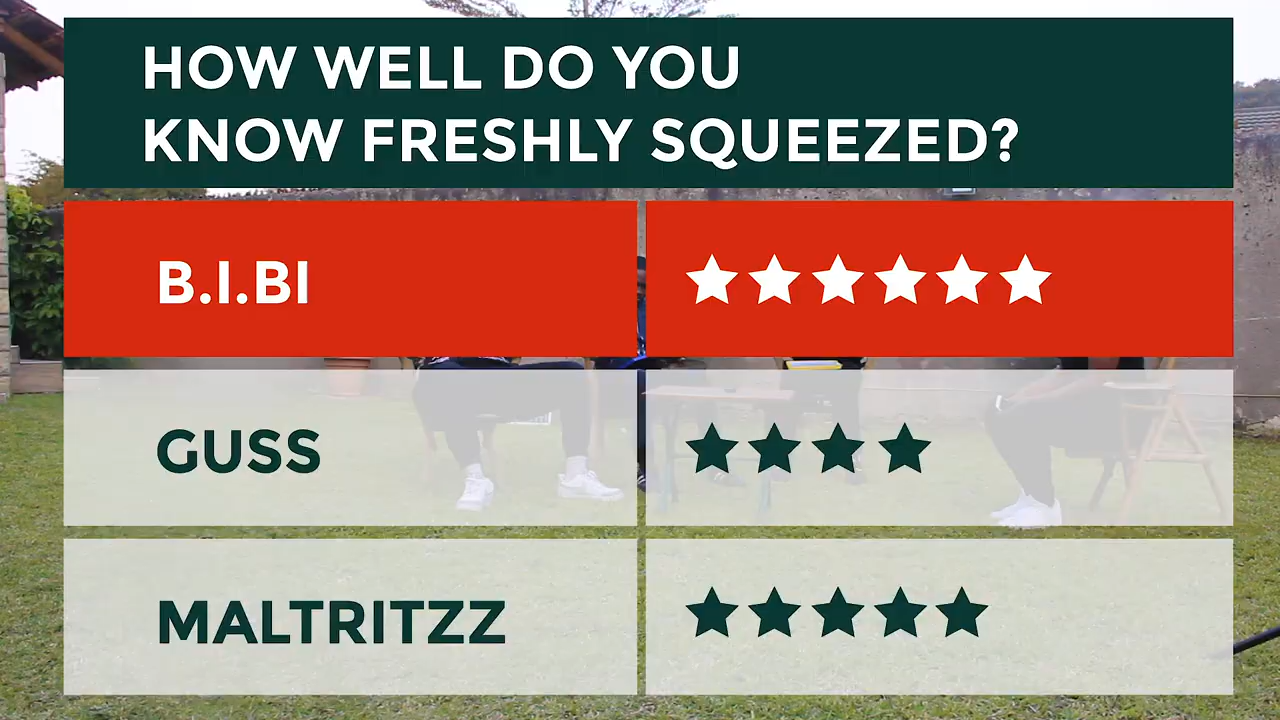 HOW WELL DO YOU
KNOW FRESHLY SQUEEZED?
B.I.BI ★★★★★★
GUSS ★★★★
MALTRITZZ ★★★★★